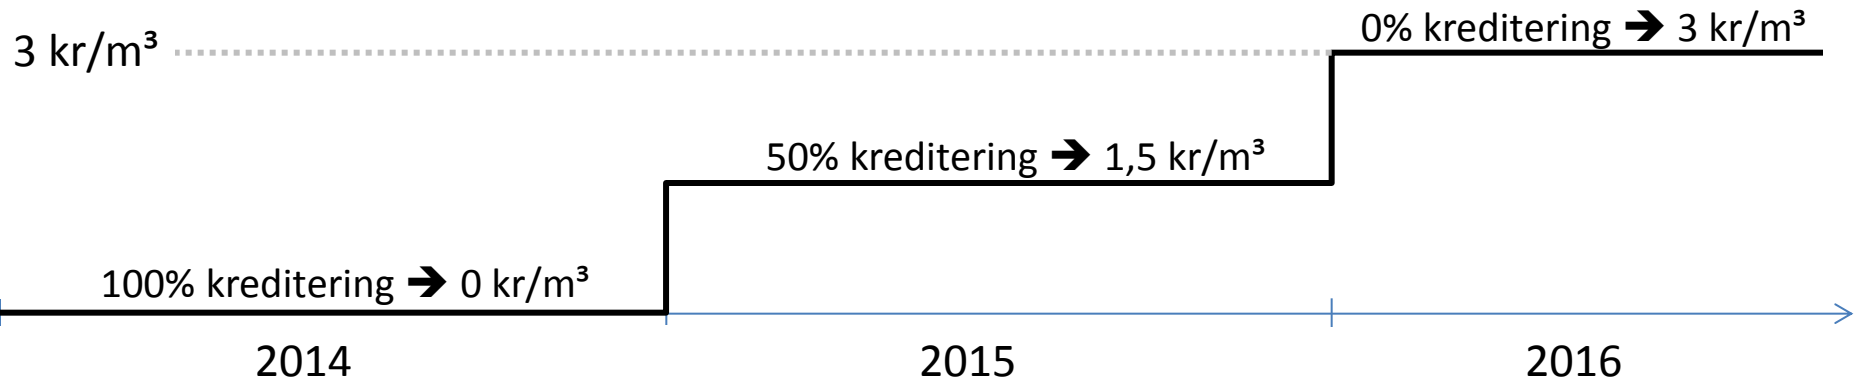 0% kreditering ➔ 3 kr/m³
3 kr/m³
50% kreditering ➔ 1,5 kr/m³
100% kreditering ➔ 0 kr/m³
2014 2015 2016